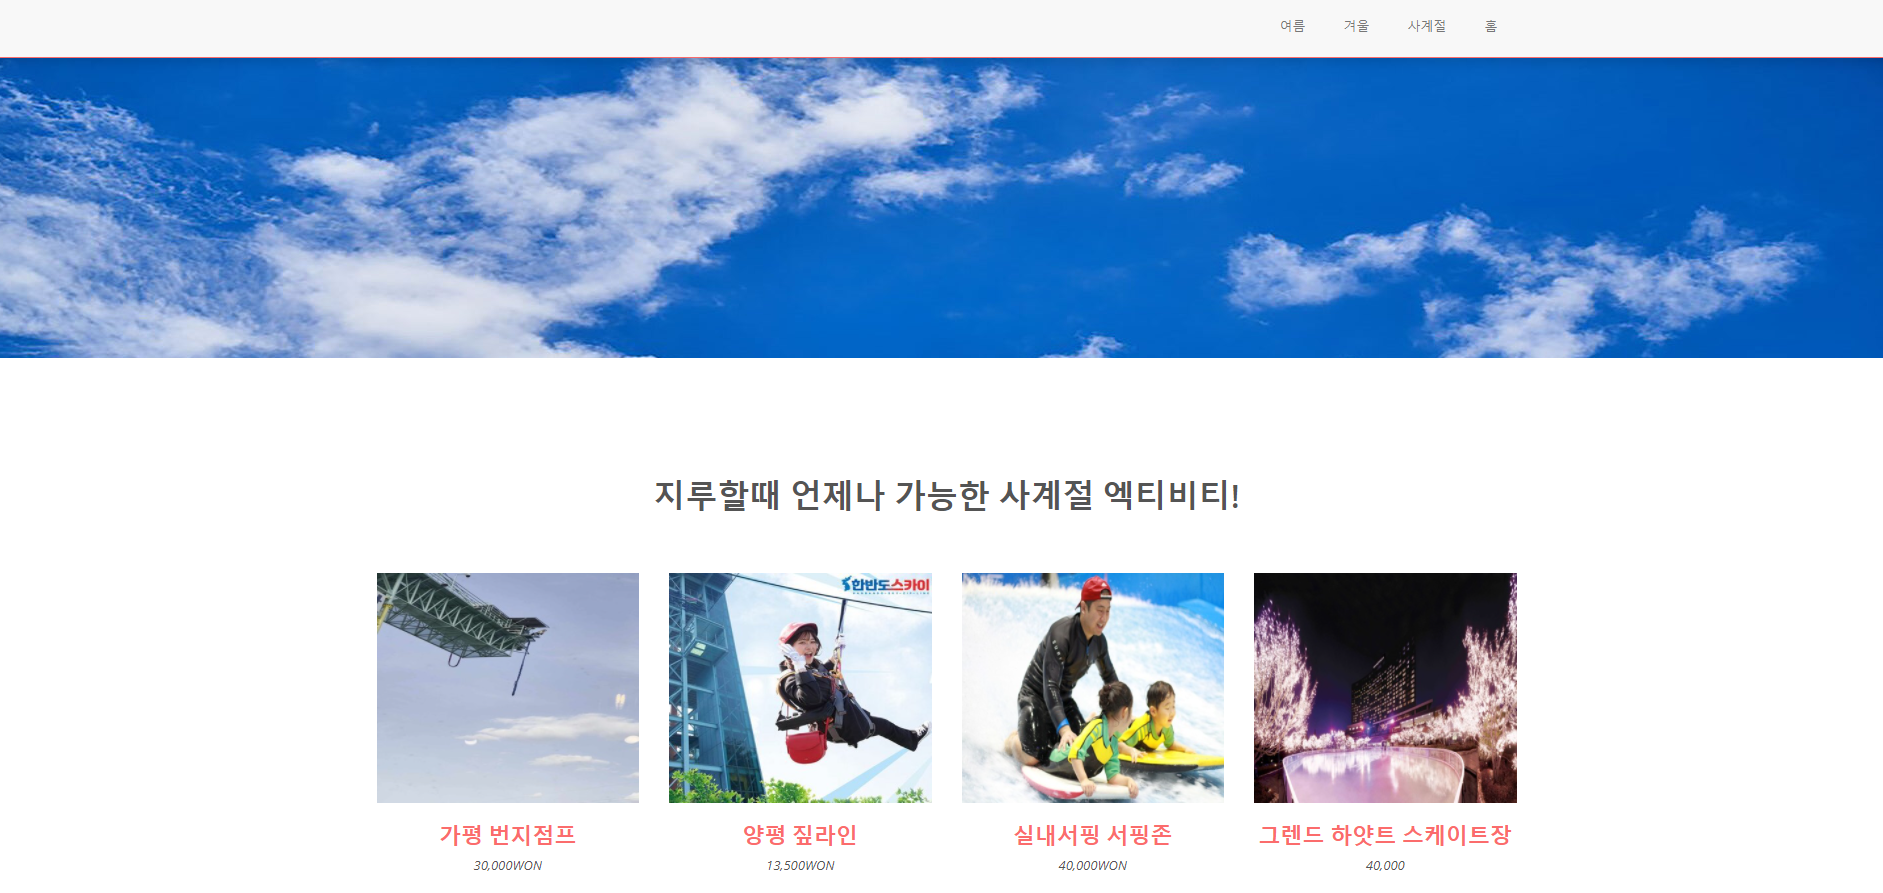 여름 겨울 사계절 홈
지루할때 언제나 가능한 사계절 엑티비티!
한반도스카이
가평 번지점프 양평 짚라인 실내서핑 서핑존 그렌드 하얏트 스케이트장
30,000WON 13,500WON 40,000WON 40,000